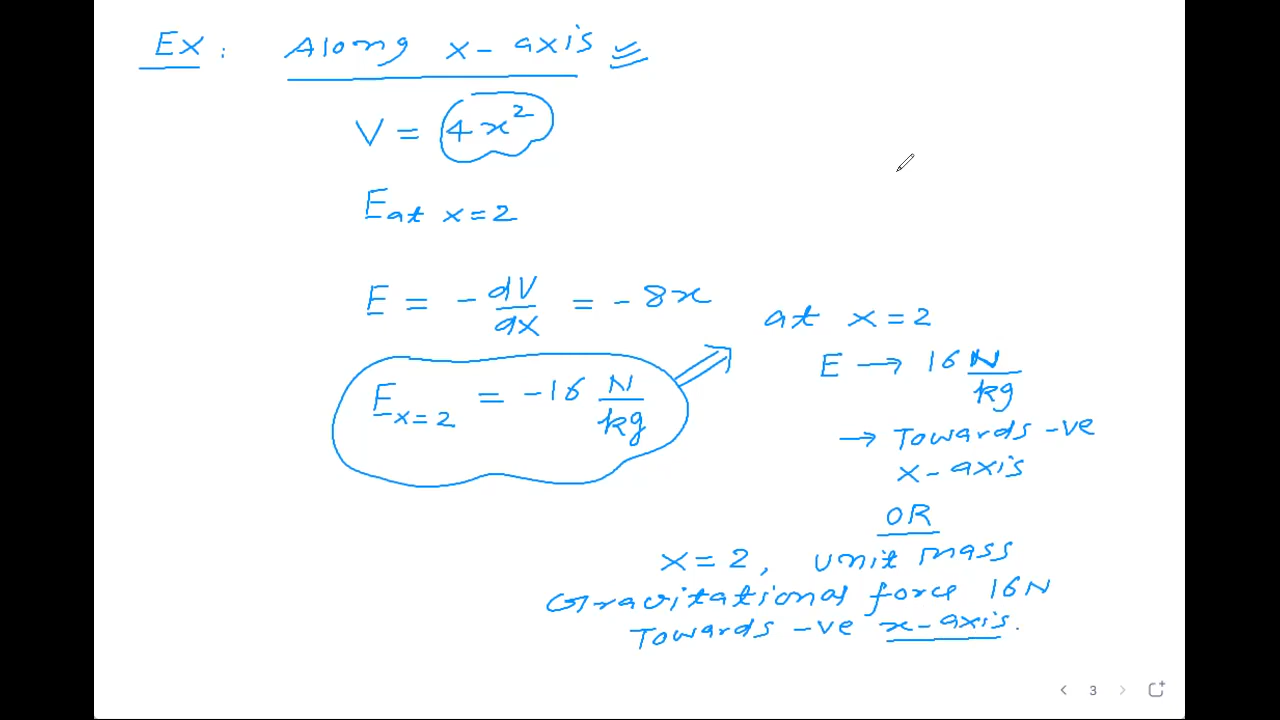 Ex : Along x-axis
V = 4x²
E at x=2
E = -dV/dx = -8x
E x=2 = -16 N/kg
at x=2
E → 16 N/kg
→ Towards -ve
x-axis
OR
x=2, unit mass
Gravitational force 16N
Towards -ve x-axis.
3